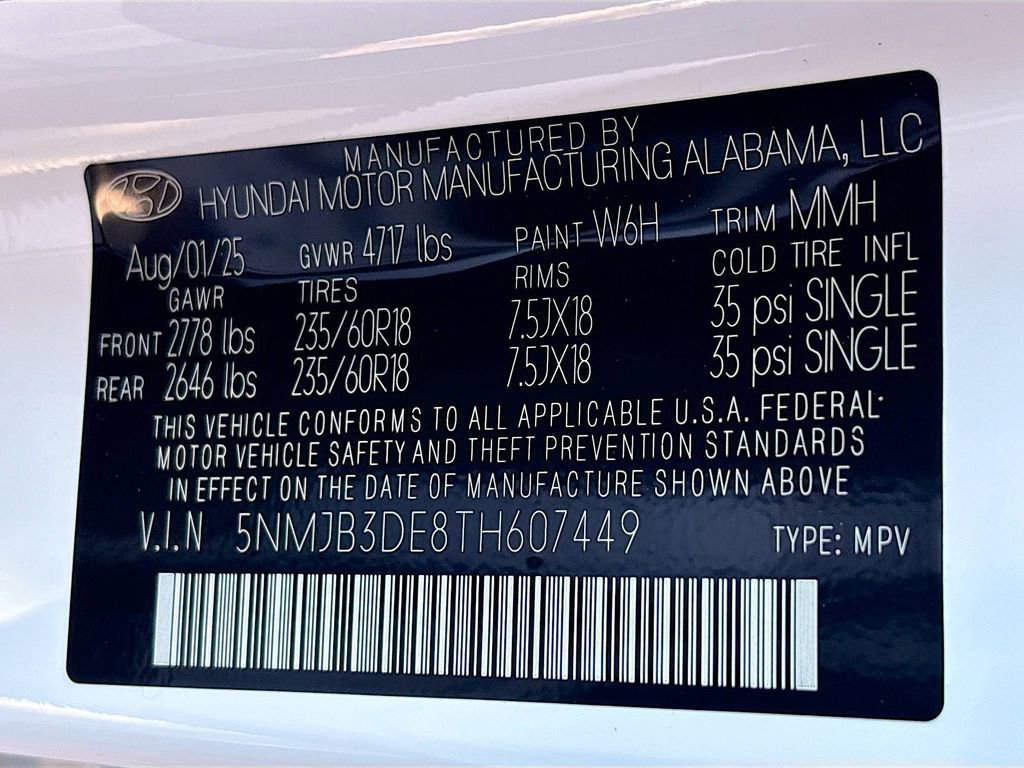 MANUFACTURED BY
HYUNDAI MOTOR MANUFACTURING ALABAMA, LLC
Aug/01/25 GVWR 4717 lbs PAINT W6H TRIM MMH
GAWR TIRES RIMS COLD TIRE INFL
FRONT 2778 lbs 235/60R18 7.5JX18 35 psi SINGLE
REAR 2646 lbs 235/60R18 7.5JX18 35 psi SINGLE
THIS VEHICLE CONFORMS TO ALL APPLICABLE U.S.A. FEDERAL
MOTOR VEHICLE SAFETY AND THEFT PREVENTION STANDARDS
IN EFFECT ON THE DATE OF MANUFACTURE SHOWN ABOVE
V.I.N 5NMJB3DE8TH607449 TYPE: MPV